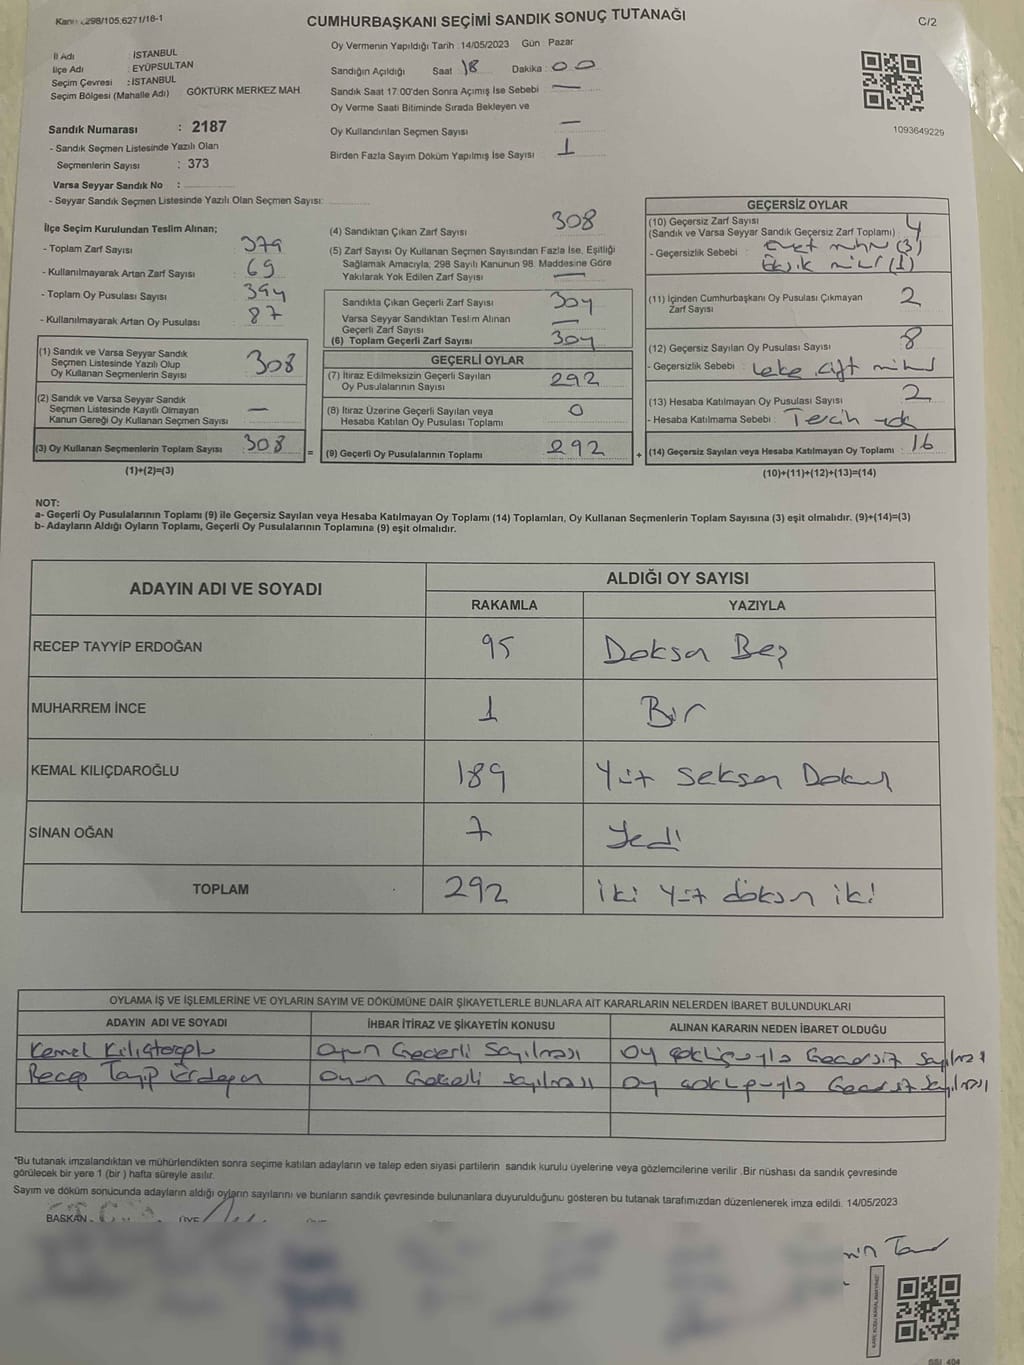 298/105,6271/16-1
CUMHURBAŞKANI SEÇİMİ SANDIK SONUÇ TUTANAĞI
C/2
İl Adı : İSTANBUL
İlçe Adı : EYÜPSULTAN
Seçim Çevresi : İSTANBUL
Seçim Bölgesi (Mahalle Adı) GÖKTÜRK MERKEZ MAH.
Sandık Numarası : 2187
- Sandık Seçmen Listesinde Yazılı Olan
Seçmenlerin Sayısı : 373
Varsa Seyyar Sandık No :
- Seyyar Sandık Seçmen Listesinde Yazılı Olan Seçmen Sayısı:
Oy Vermenin Yapıldığı Tarih : 14/05/2023 Gün : Pazar
Sandığın Açıldığı Saat 18 Dakika : 00
Sandık Saat 17:00'den Sonra Açımış İse Sebebi —
Oy Verme Saati Bitiminde Sırada Bekleyen ve
Oy Kullandırılan Seçmen Sayısı —
Birden Fazla Sayım Döküm Yapılmış İse Sayısı 1
1093649229
İlçe Seçim Kurulundan Teslim Alınan;
- Toplam Zarf Sayısı 379
- Kullanılmayarak Artan Zarf Sayısı : 69
- Toplam Oy Pusulası Sayısı : 394
- Kullanılmayarak Artan Oy Pusulası : 87
(1) Sandık ve Varsa Seyyar Sandık
Seçmen Listesinde Yazılı Olup
Oy Kullanan Seçmenlerin Sayısı 308
(2) Sandık ve Varsa Seyyar Sandık
Seçmen Listesinde Kayıtlı Olmayan
Kanun Gereği Oy Kullanan Seçmen Sayısı —
(3) Oy Kullanan Seçmenlerin Toplam Sayısı 308
(1)+(2)=(3)
=
(4) Sandıktan Çıkan Zarf Sayısı 308
(5) Zarf Sayısı Oy Kullanan Seçmen Sayısından Fazla İse, Eşitliği
Sağlamak Amacıyla, 298 Sayılı Kanunun 98. Maddesine Göre
Yakılarak Yok Edilen Zarf Sayısı —
Sandıkta Çıkan Geçerli Zarf Sayısı 304
Varsa Seyyar Sandıktan Teslim Alınan
Geçerli Zarf Sayısı —
(6) Toplam Geçerli Zarf Sayısı 304
GEÇERLİ OYLAR
(7) İtiraz Edilmeksizin Geçerli Sayılan
Oy Pusulalarının Sayısı 292
(8) İtiraz Üzerine Geçerli Sayılan veya
Hesaba Katılan Oy Pusulası Toplamı 0
(9) Geçerli Oy Pusulalarının Toplamı 292
+
GEÇERSİZ OYLAR
(10) Geçersiz Zarf Sayısı
(Sandık ve Varsa Seyyar Sandık Geçersiz Zarf Toplamı) : 4
- Geçersizlik Sebebi : (3)
Eksik (1)
(11) İçinden Cumhurbaşkanı Oy Pusulası Çıkmayan
Zarf Sayısı 2
(12) Geçersiz Sayılan Oy Pusulası Sayısı 8
- Geçersizlik Sebebi : Leke Çift
(13) Hesaba Katılmayan Oy Pusulası Sayısı 2
- Hesaba Katılmama Sebebi : Tercih
(14) Geçersiz Sayılan veya Hesaba Katılmayan Oy Toplamı : 16
(10)+(11)+(12)+(13)=(14)
NOT:
a- Geçerli Oy Pusulalarının Toplamı (9) ile Geçersiz Sayılan veya Hesaba Katılmayan Oy Toplamı (14) Toplamları, Oy Kullanan Seçmenlerin Toplam Sayısına (3) eşit olmalıdır. (9)+(14)=(3)
b- Adayların Aldığı Oyların Toplamı, Geçerli Oy Pusulalarının Toplamına (9) eşit olmalıdır.
ADAYIN ADI VE SOYADI
ALDIĞI OY SAYISI
RAKAMLA YAZIYLA
RECEP TAYYİP ERDOĞAN 95 Doksan Beş
MUHARREM İNCE 1 Bir
KEMAL KILIÇDAROĞLU 189 Yüz seksen Dokuz
SİNAN OĞAN 7 Yedi
TOPLAM 292 iki yüz döksan iki
OYLAMA İŞ VE İŞLEMLERİNE VE OYLARIN SAYIM VE DÖKÜMÜNE DAİR ŞİKAYETLERLE BUNLARA AİT KARARLARIN NELERDEN İBARET BULUNDUKLARI
ADAYIN ADI VE SOYADI İHBAR İTİRAZ VE ŞİKAYETİN KONUSU ALINAN KARARIN NEDEN İBARET OLDUĞU
Kemal Oyun Gecerli Sayılması Oy çokluğuyla Gecersiz sayılması
Recep Tayyip Erdogan Oyun Gecerli sayılması Oy çokluğuyla Gecersiz sayılması
*Bu tutanak imzalandıktan ve mühürlendikten sonra seçime katılan adayların ve talep eden siyasi partilerin sandık kurulu üyelerine veya gözlemcilerine verilir .Bir nüshası da sandık çevresinde
görülecek bir yere 1 (bir ) hafta süreyle asılır.
Sayım ve döküm sonucunda adayların aldığı oyların sayılarını ve bunların sandık çevresinde bulunanlara duyurulduğunu gösteren bu tutanak tarafımızdan düzenlenerek imza edildi. 14/05/2023
BAŞKAN